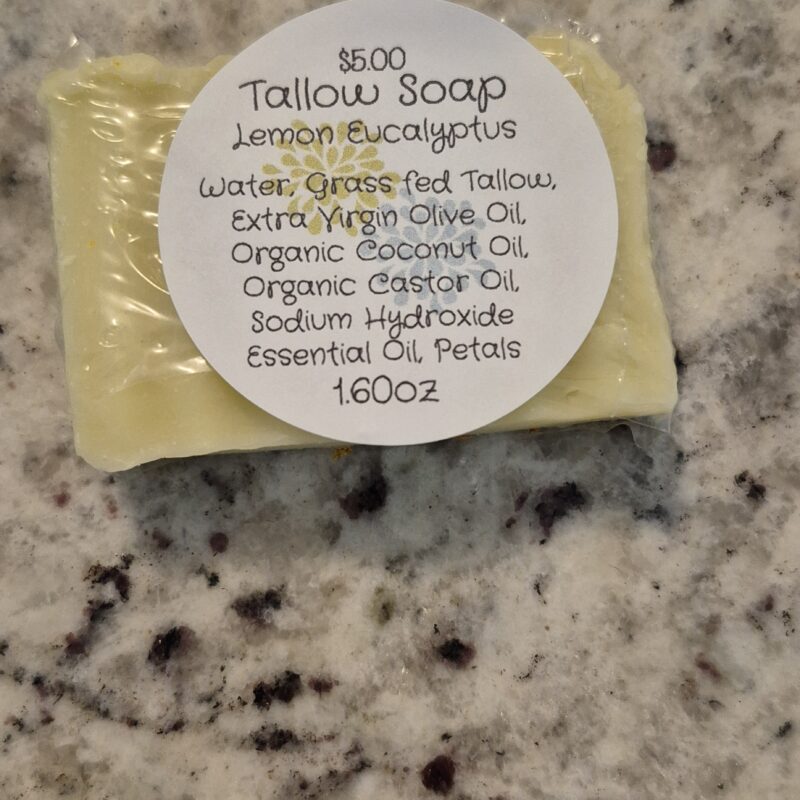 $5.00
Tallow Soap
Lemon Eucalyptus
Water, Grass fed Tallow,
Extra Virgin Olive Oil,
Organic Coconut Oil,
Organic Castor Oil,
Sodium Hydroxide
Essential Oil, Petals
1.60oz